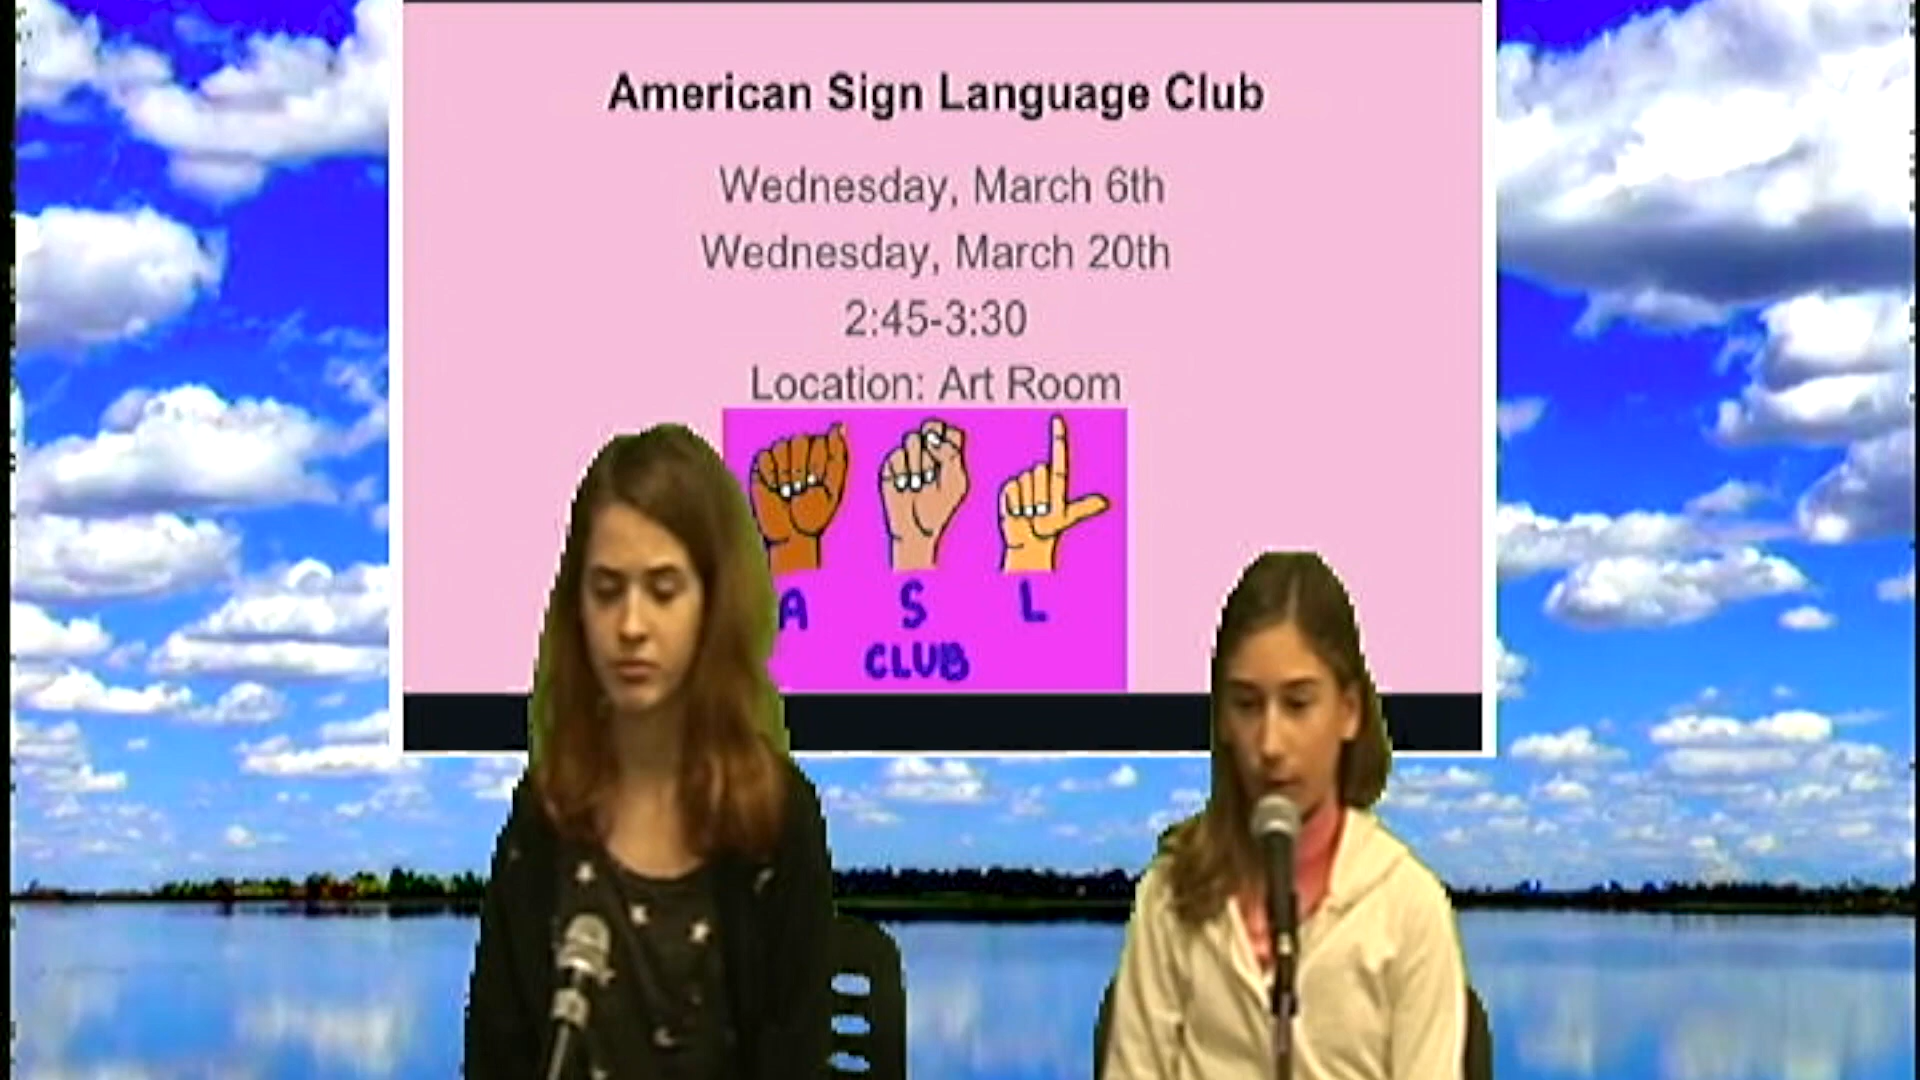 American Sign Language Club
Wednesday, March 6th
Wednesday, March 20th
2:45-3:30
Location: Art Room
A S L
CLUB